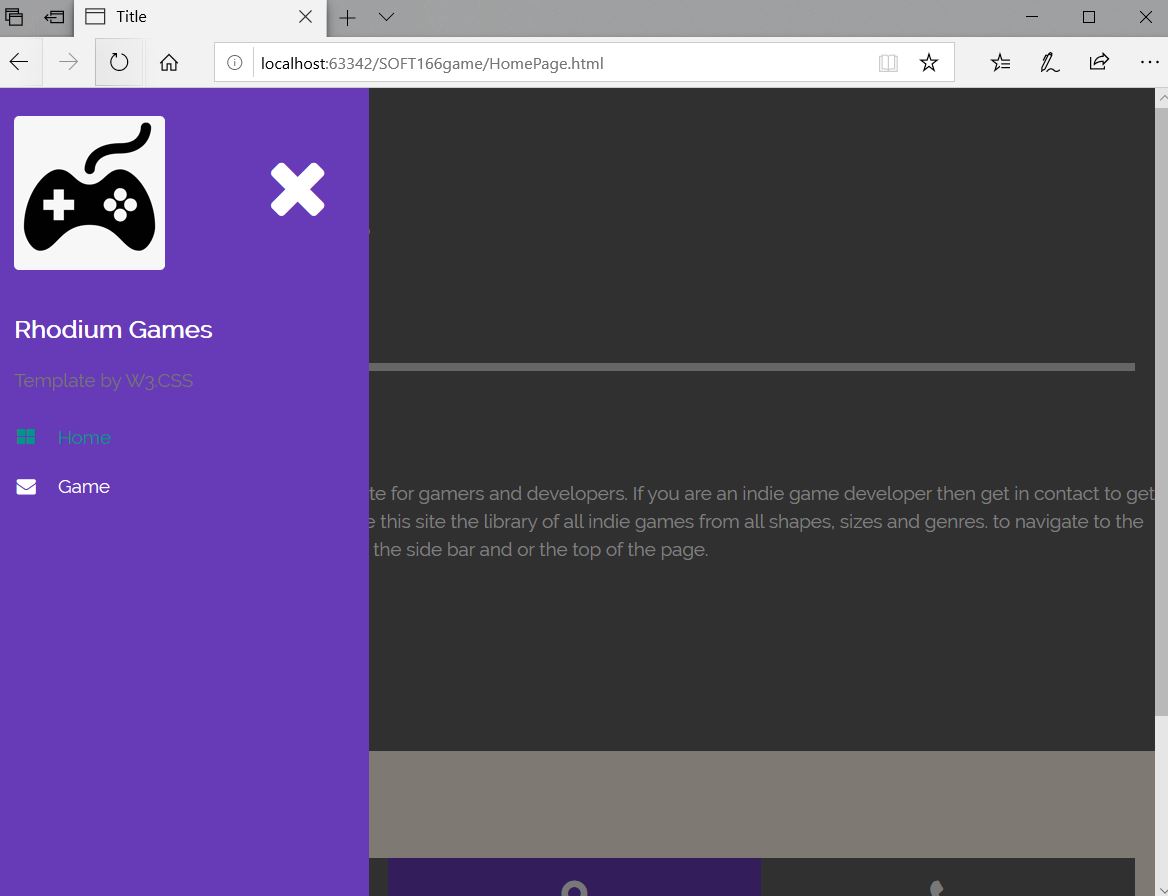 Title
localhost:63342/SOFT166game/HomePage.html
Rhodium Games
Template by W3.CSS
Home
Game
te for gamers and developers. If you are an indie game developer then get in contact to get
this site the library of all indie games from all shapes, sizes and genres. to navigate to the
the side bar and or the top of the page.